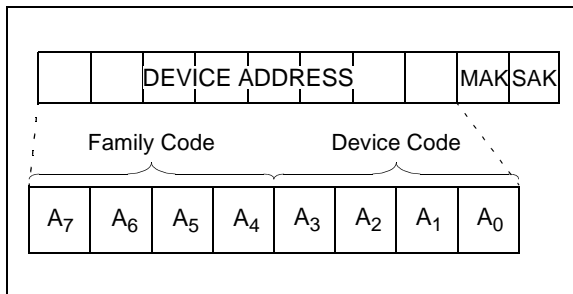 DEVICE ADDRESS MAK SAK
Family Code Device Code
A7 A6 A5 A4 A3 A2 A1 A0